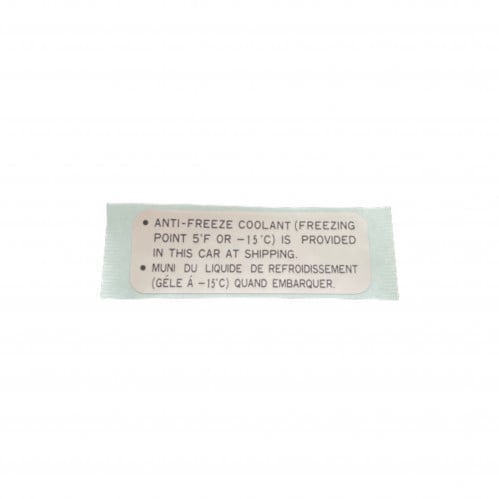 • ANTI-FREEZE COOLANT (FREEZING
POINT 5°F OR -15°C) IS PROVIDED
IN THIS CAR AT SHIPPING.
• MUNI DU LIQUIDE DE REFROIDISSEMENT
(GÉLE Á -15°C) QUAND EMBARQUER.